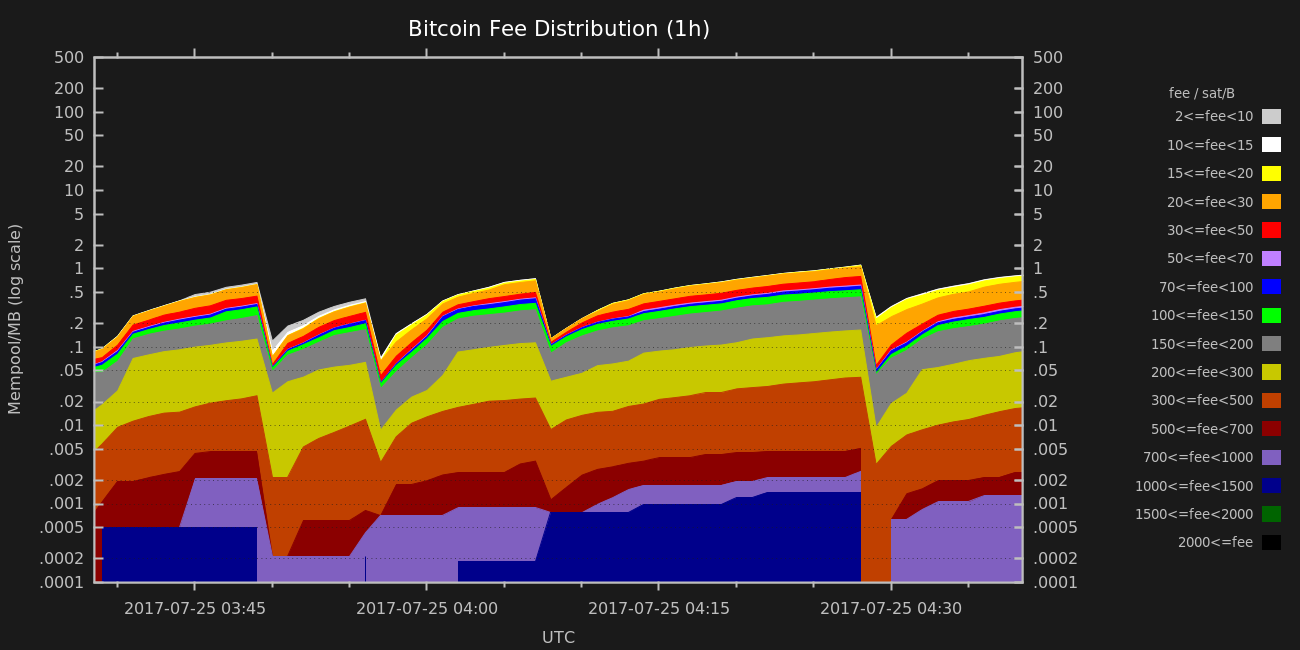 Bitcoin Fee Distribution (1h)
Mempool/MB (log scale)
500
200
100
50
20
10
5
2
1
.5
.2
.1
.05
.02
.01
.005
.002
.001
.0005
.0002
.0001
500
200
100
50
20
10
5
2
1
.5
.2
.1
.05
.02
.01
.005
.002
.001
.0005
.0002
.0001
2017-07-25 03:45
2017-07-25 04:00
2017-07-25 04:15
2017-07-25 04:30
UTC
fee / sat/B
2<=fee<10
10<=fee<15
15<=fee<20
20<=fee<30
30<=fee<50
50<=fee<70
70<=fee<100
100<=fee<150
150<=fee<200
200<=fee<300
300<=fee<500
500<=fee<700
700<=fee<1000
1000<=fee<1500
1500<=fee<2000
2000<=fee